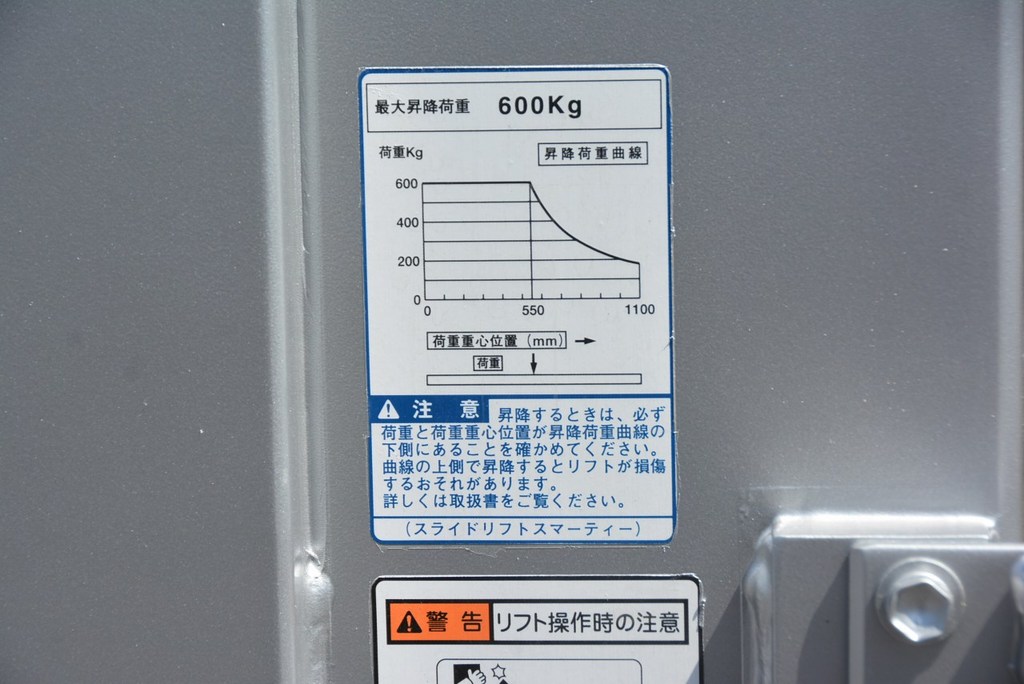 最大昇降荷重 600Kg
荷重Kg
昇降荷重曲線
600
400
200
0
0 550 1100
荷重重心位置(mm)→
荷重
注意 昇降するときは、必ず
荷重と荷重重心位置が昇降荷重曲線の
下側にあることを確かめてください。
曲線の上側で昇降するとリフトが損傷
するおそれがあります。
詳しくは取扱書をご覧ください。
(スライドリフトスマーティー)
警告 リフト操作時の注意